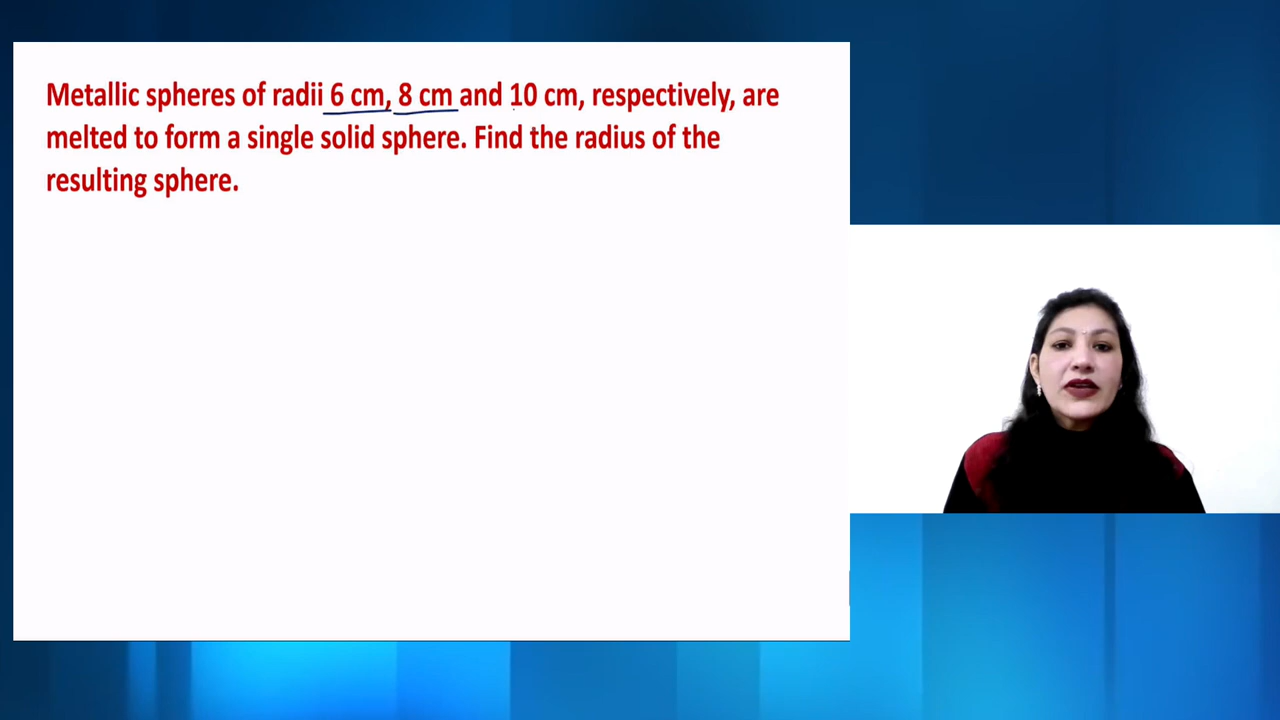 Metallic spheres of radii 6 cm, 8 cm and 10 cm, respectively, are
melted to form a single solid sphere. Find the radius of the
resulting sphere.